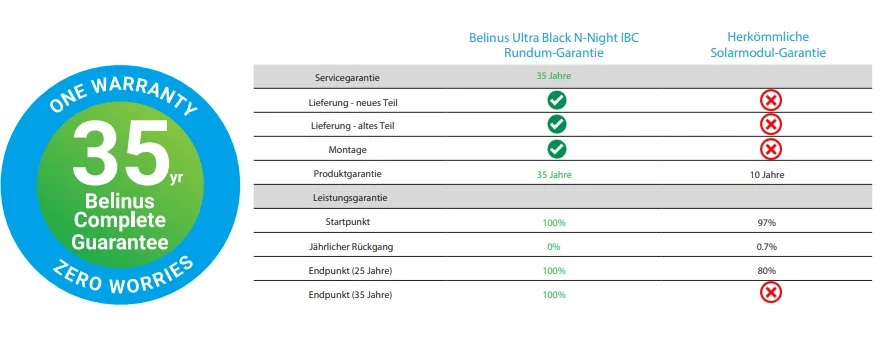 ONE WARRANTY
35yr
Belinus
Complete
Guarantee
ZERO WORRIES
Belinus Ultra Black N-Night IBC
Rundum-Garantie
Herkömmliche
Solarmodul-Garantie
Servicegarantie 35 Jahre
Lieferung - neues Teil
Lieferung - altes Teil
Montage
Produktgarantie 35 Jahre 10 Jahre
Leistungsgarantie
Startpunkt 100% 97%
Jährlicher Rückgang 0% 0.7%
Endpunkt (25 Jahre) 100% 80%
Endpunkt (35 Jahre) 100%